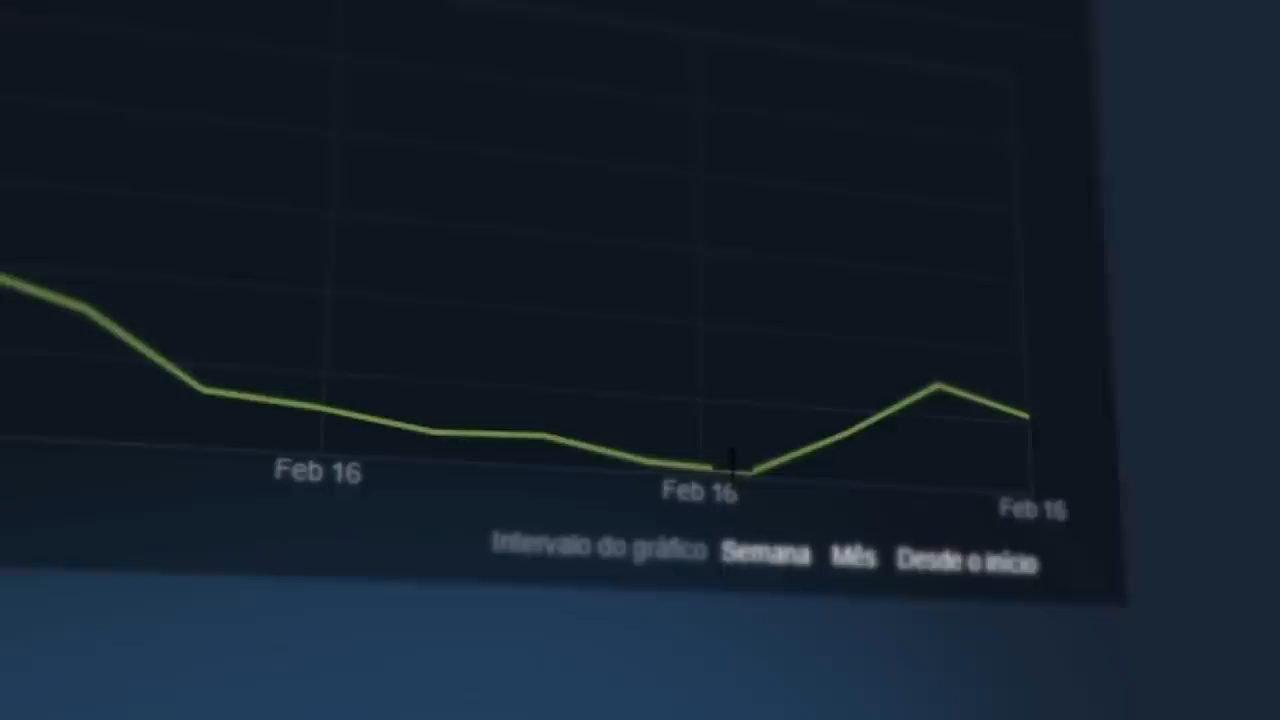 Feb 16 Feb 16 Feb 16
Intervalo do gráfico Semana Mês Desde o início